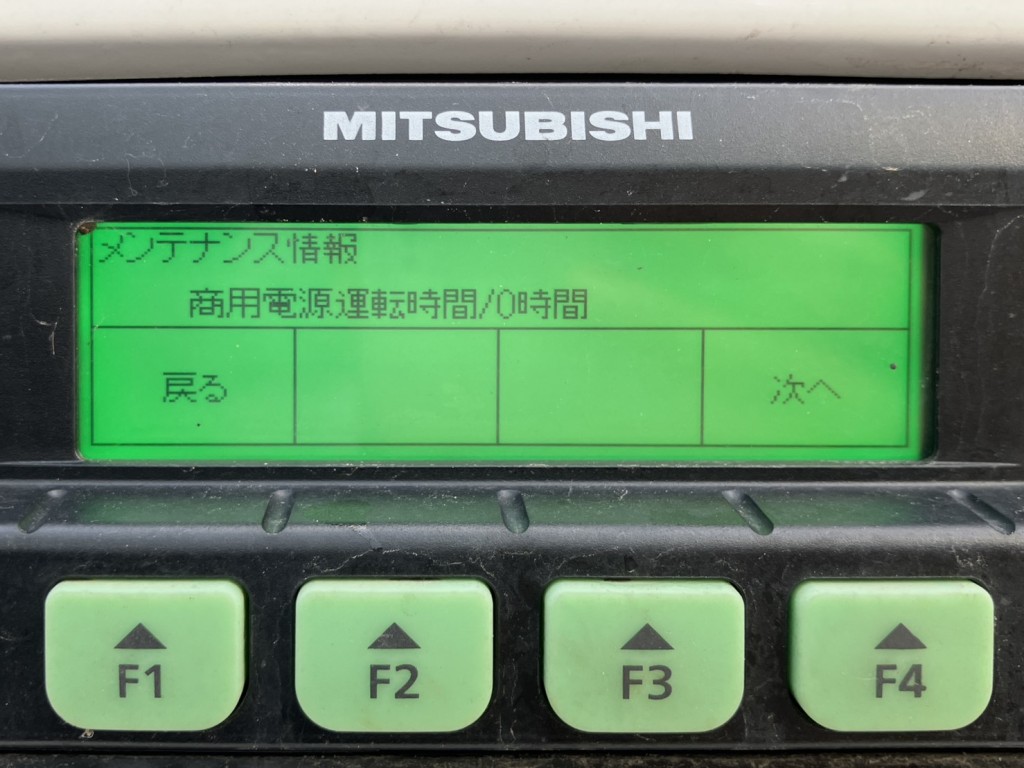 MITSUBISHI
メンテナンス情報
商用電源運転時間/0時間
戻る 次へ
F1 F2 F3 F4